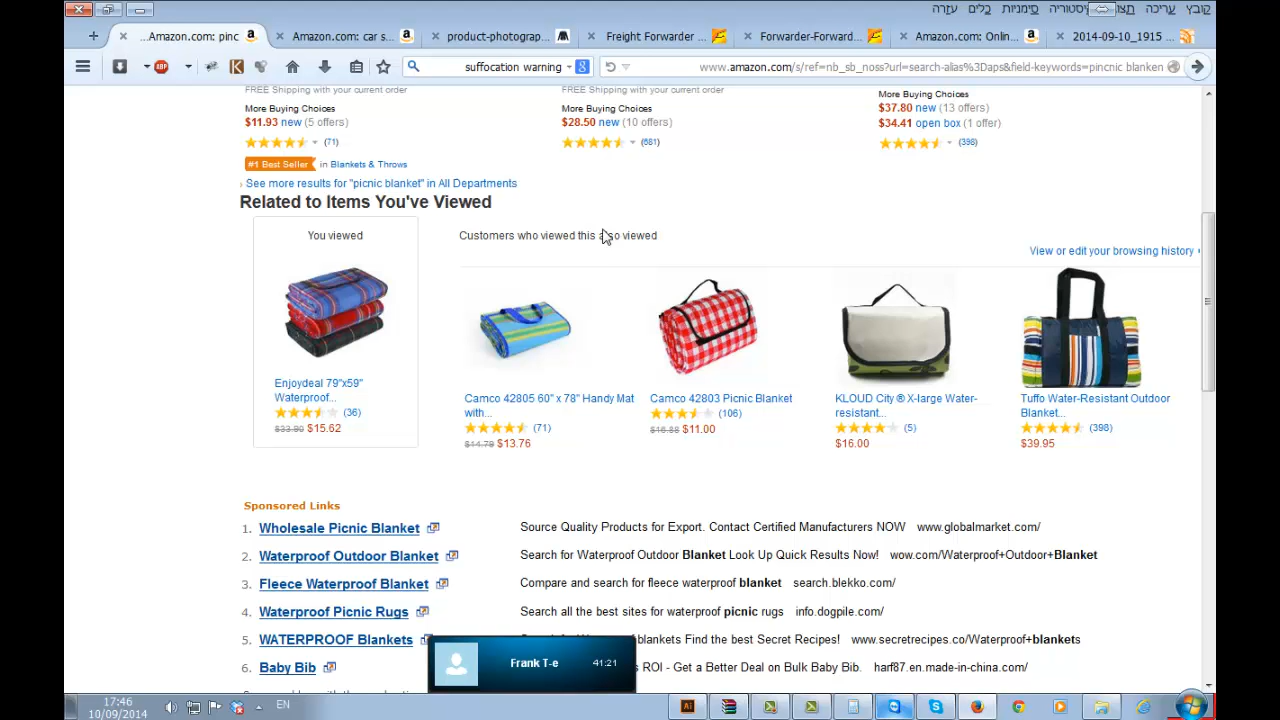 קובץ עריכה תצו יסטוריה סימניות כלים עזרה
...Amazon.com: pinc
Amazon.com: car s...
product-photograp...
Freight Forwarder ...
Forwarder-Forward...
Amazon.com: Onlin...
2014-09-10_1915 ...
ABP
K
suffocation warning
8
www.amazon.com/s/ref=nb_sb_noss?url=search-alias%3Daps&field-keywords=pincnic blanken
FREE Shipping with your current order
FREE Shipping with your current order
More Buying Choices
$11.93 new (5 offers)
(71)
#1 Best Seller in Blankets & Throws
More Buying Choices
$28.50 new (10 offers)
(681)
More Buying Choices
$37.80 new (13 offers)
$34.41 open box (1 offer)
(398)
› See more results for "picnic blanket" in All Departments
Related to Items You've Viewed
You viewed
Customers who viewed this also viewed
View or edit your browsing history
Enjoydeal 79"x59"
Waterproof...
(36)
$33.90 $15.62
Camco 42805 60" x 78" Handy Mat
with...
(71)
$14.79 $13.76
Camco 42803 Picnic Blanket
(106)
$16.88 $11.00
KLOUD City ® X-large Water-
resistant...
(5)
$16.00
Tuffo Water-Resistant Outdoor
Blanket...
(398)
$39.95
Sponsored Links
1. Wholesale Picnic Blanket Source Quality Products for Export. Contact Certified Manufacturers NOW www.globalmarket.com/
2. Waterproof Outdoor Blanket Search for Waterproof Outdoor Blanket Look Up Quick Results Now! wow.com/Waterproof+Outdoor+Blanket
3. Fleece Waterproof Blanket Compare and search for fleece waterproof blanket search.blekko.com/
4. Waterproof Picnic Rugs Search all the best sites for waterproof picnic rugs info.dogpile.com/
5. WATERPROOF Blankets blankets Find the best Secret Recipes! www.secretrecipes.co/Waterproof+blankets
6. Baby Bib ROI - Get a Better Deal on Bulk Baby Bib. harf87.en.made-in-china.com/
Frank T-e 41:21
17:46
10/09/2014
EN
Ai